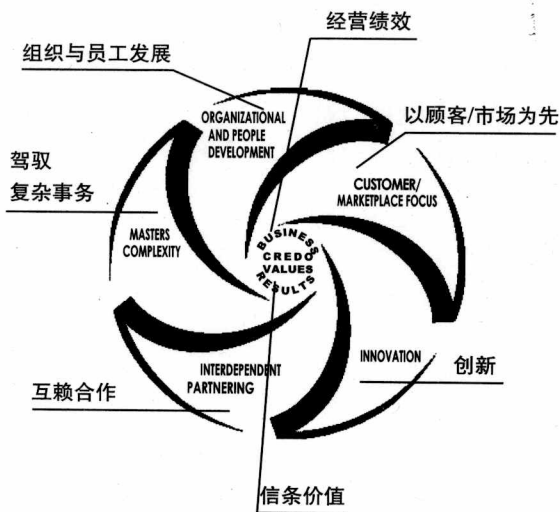 经营绩效
组织与员工发展
ORGANIZATIONAL
AND PEOPLE
DEVELOPMENT
以顾客/市场为先
CUSTOMER/
MARKETPLACE FOCUS
驾驭
复杂事务
MASTERS
COMPLEXITY
BUSINESS
CREDO
VALUES
RESULTS
INTERDEPENDENT
PARTNERING
INNOVATION
创新
互赖合作
信条价值